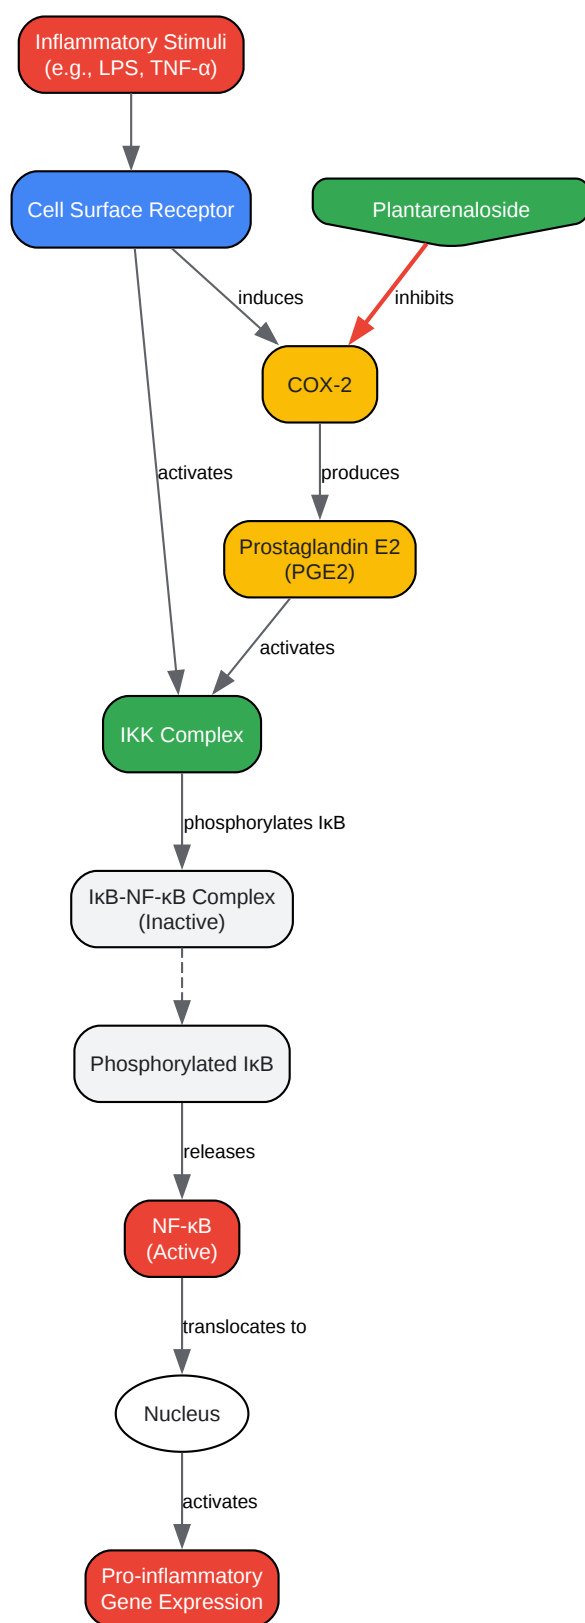 Inflammatory Stimuli
(e.g., LPS, TNF-α)
Cell Surface Receptor
Plantarenaloside
induces
inhibits
COX-2
activates
produces
Prostaglandin E2
(PGE2)
activates
IKK Complex
phosphorylates IκB
IκB-NF-κB Complex
(Inactive)
Phosphorylated IκB
releases
NF-κB
(Active)
translocates to
Nucleus
activates
Pro-inflammatory
Gene Expression